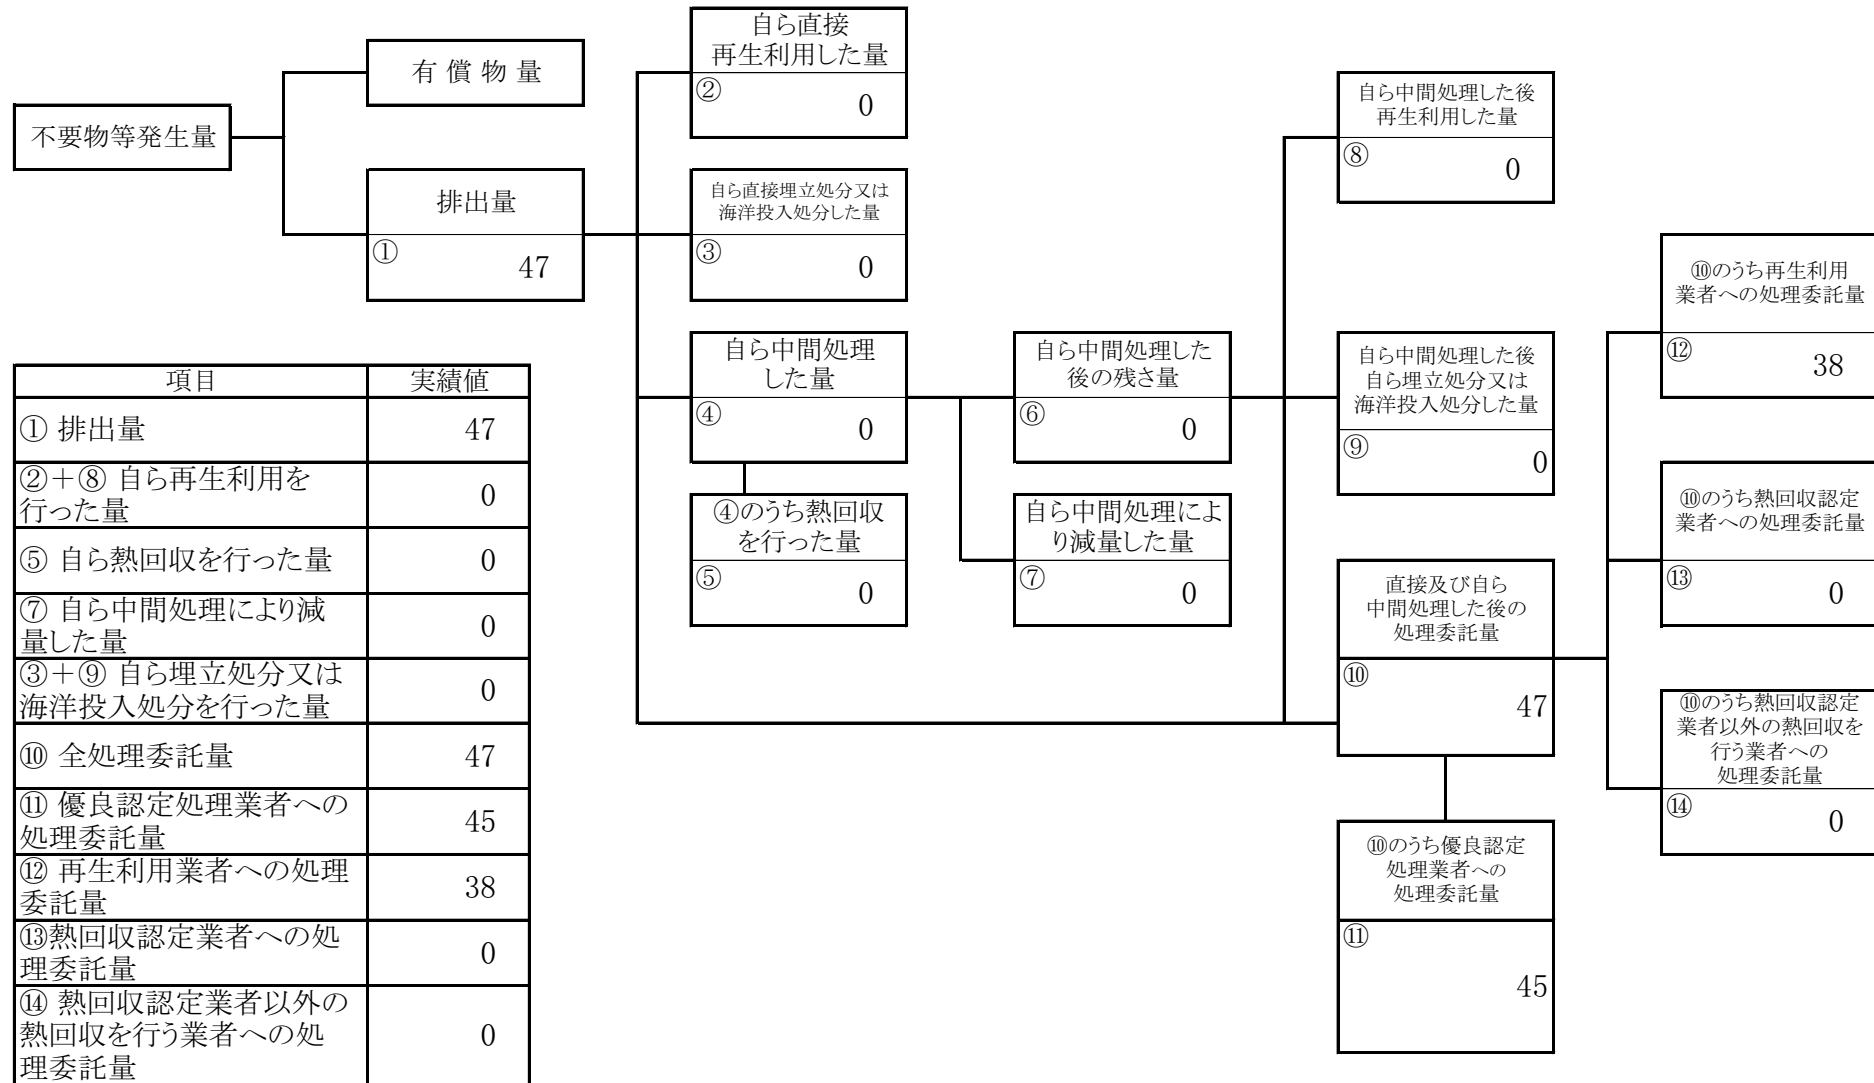 不要物等発生量
有償物量
排出量
①
47
自ら直接
再生利用した量
②
0
自ら直接埋立処分又は
海洋投入処分した量
③
0
自ら中間処理
した量
④
0
④のうち熱回収
を行った量
⑤
0
自ら中間処理した
後の残さ量
⑥
0
自ら中間処理によ
り減量した量
⑦
0
自ら中間処理した後
再生利用した量
⑧
0
自ら中間処理した後
自ら埋立処分又は
海洋投入処分した量
⑨
0
直接及び自ら
中間処理した後の
処理委託量
⑩
47
⑩のうち優良認定
処理業者への
処理委託量
⑪
45
⑩のうち再生利用
業者への処理委託量
⑫
38
⑩のうち熱回収認定
業者への処理委託量
⑬
0
⑩のうち熱回収認定
業者以外の熱回収を
行う業者への
処理委託量
⑭
0
項目 実績値
① 排出量 47
②+⑧ 自ら再生利用を
行った量 0
⑤ 自ら熱回収を行った量 0
⑦ 自ら中間処理により減
量した量 0
③+⑨ 自ら埋立処分又は
海洋投入処分を行った量 0
⑩ 全処理委託量 47
⑪ 優良認定処理業者への
処理委託量 45
⑫ 再生利用業者への処理
委託量 38
⑬熱回収認定業者への処
理委託量 0
⑭ 熱回収認定業者以外の
熱回収を行う業者への処
理委託量 0